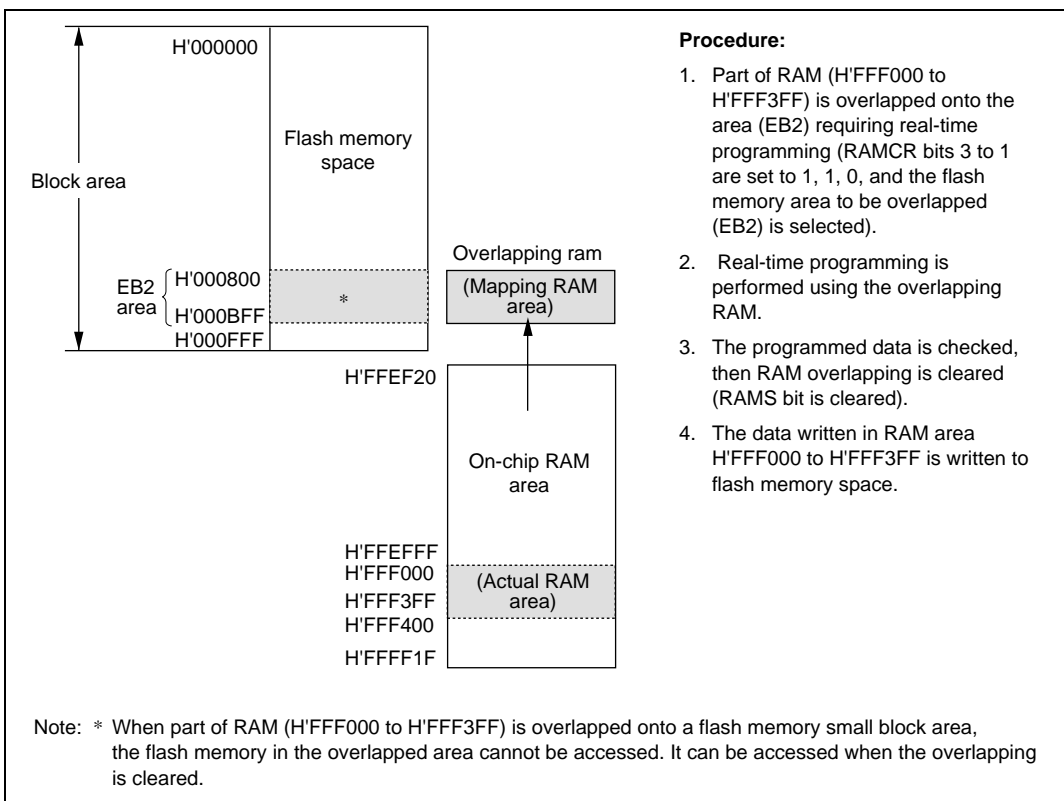 H'000000
Flash memory
space
Block area
EB2
area
H'000800
H'000BFF
H'000FFF
*
Overlapping ram
(Mapping RAM
area)
H'FFEF20
On-chip RAM
area
H'FFEFFF
H'FFF000
H'FFF3FF
H'FFF400
H'FFFF1F
(Actual RAM
area)
Procedure:
1. Part of RAM (H'FFF000 to
H'FFF3FF) is overlapped onto the
area (EB2) requiring real-time
programming (RAMCR bits 3 to 1
are set to 1, 1, 0, and the flash
memory area to be overlapped
(EB2) is selected).
2. Real-time programming is
performed using the overlapping
RAM.
3. The programmed data is checked,
then RAM overlapping is cleared
(RAMS bit is cleared).
4. The data written in RAM area
H'FFF000 to H'FFF3FF is written to
flash memory space.
Note: * When part of RAM (H'FFF000 to H'FFF3FF) is overlapped onto a flash memory small block area,
the flash memory in the overlapped area cannot be accessed. It can be accessed when the overlapping
is cleared.